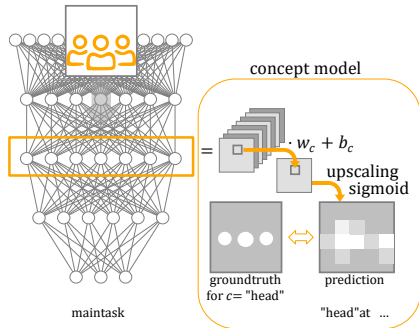 concept model
=
· w_c + b_c
upscaling
sigmoid
groundtruth
for c= "head"
prediction
maintask
"head"at ...